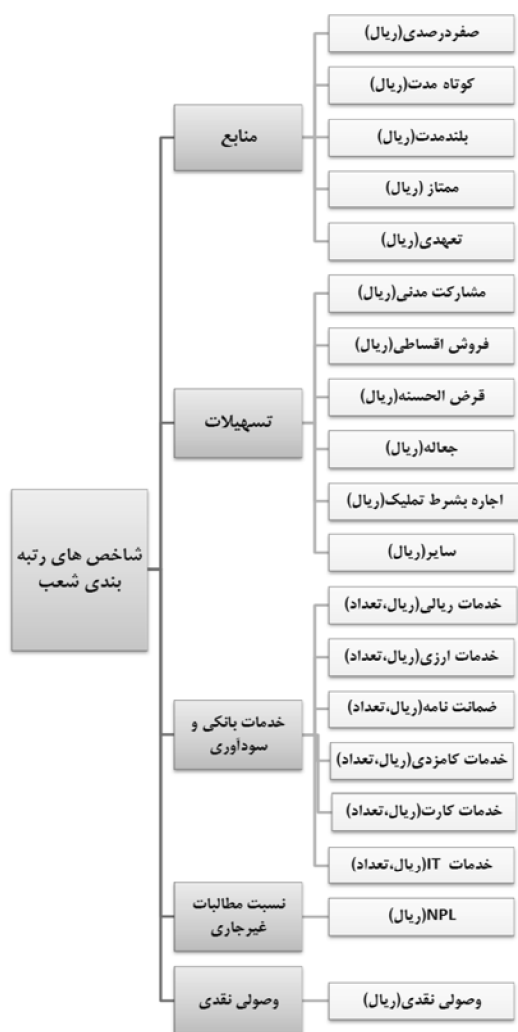 شاخص های رتبه
بندی شعب
منابع
صفردرصدی(ریال)
کوتاه مدت(ریال)
بلندمدت(ریال)
ممتاز (ریال)
تعهدی(ریال)
تسهیلات
مشارکت مدنی(ریال)
فروش اقساطی(ریال)
قرض الحسنه(ریال)
جعاله(ریال)
اجاره بشرط تملیک(ریال)
سایر(ریال)
خدمات بانکی و
سودآوری
خدمات ریالی(ریال،تعداد)
خدمات ارزی(ریال،تعداد)
ضمانت نامه(ریال،تعداد)
خدمات کامزدی(ریال،تعداد)
خدمات کارت(ریال،تعداد)
خدمات IT(ریال،تعداد)
نسبت مطالبات
غیرجاری
NPL(ریال)
وصولی نقدی
وصولی نقدی(ریال)